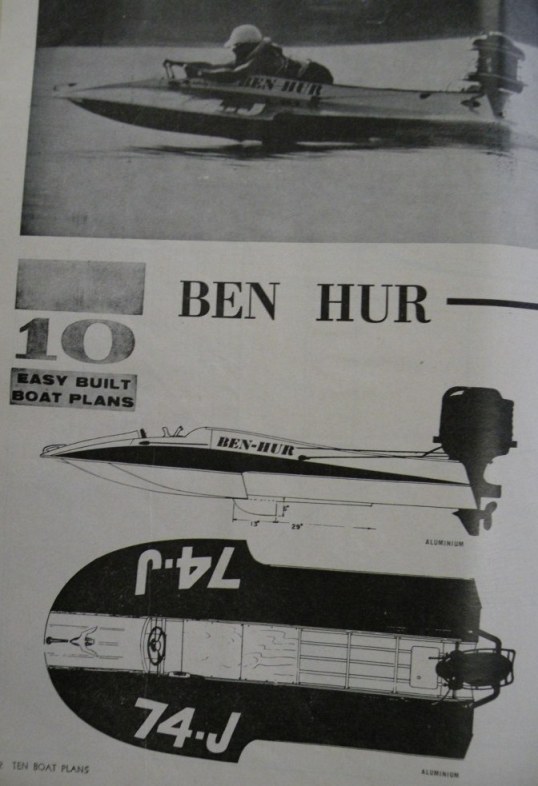 BEN HUR
BEN HUR
10
EASY BUILT
BOAT PLANS
BEN-HUR
13"
29"
ALUMINIUM
74·J
74·J
ALUMINIUM
TEN BOAT PLANS